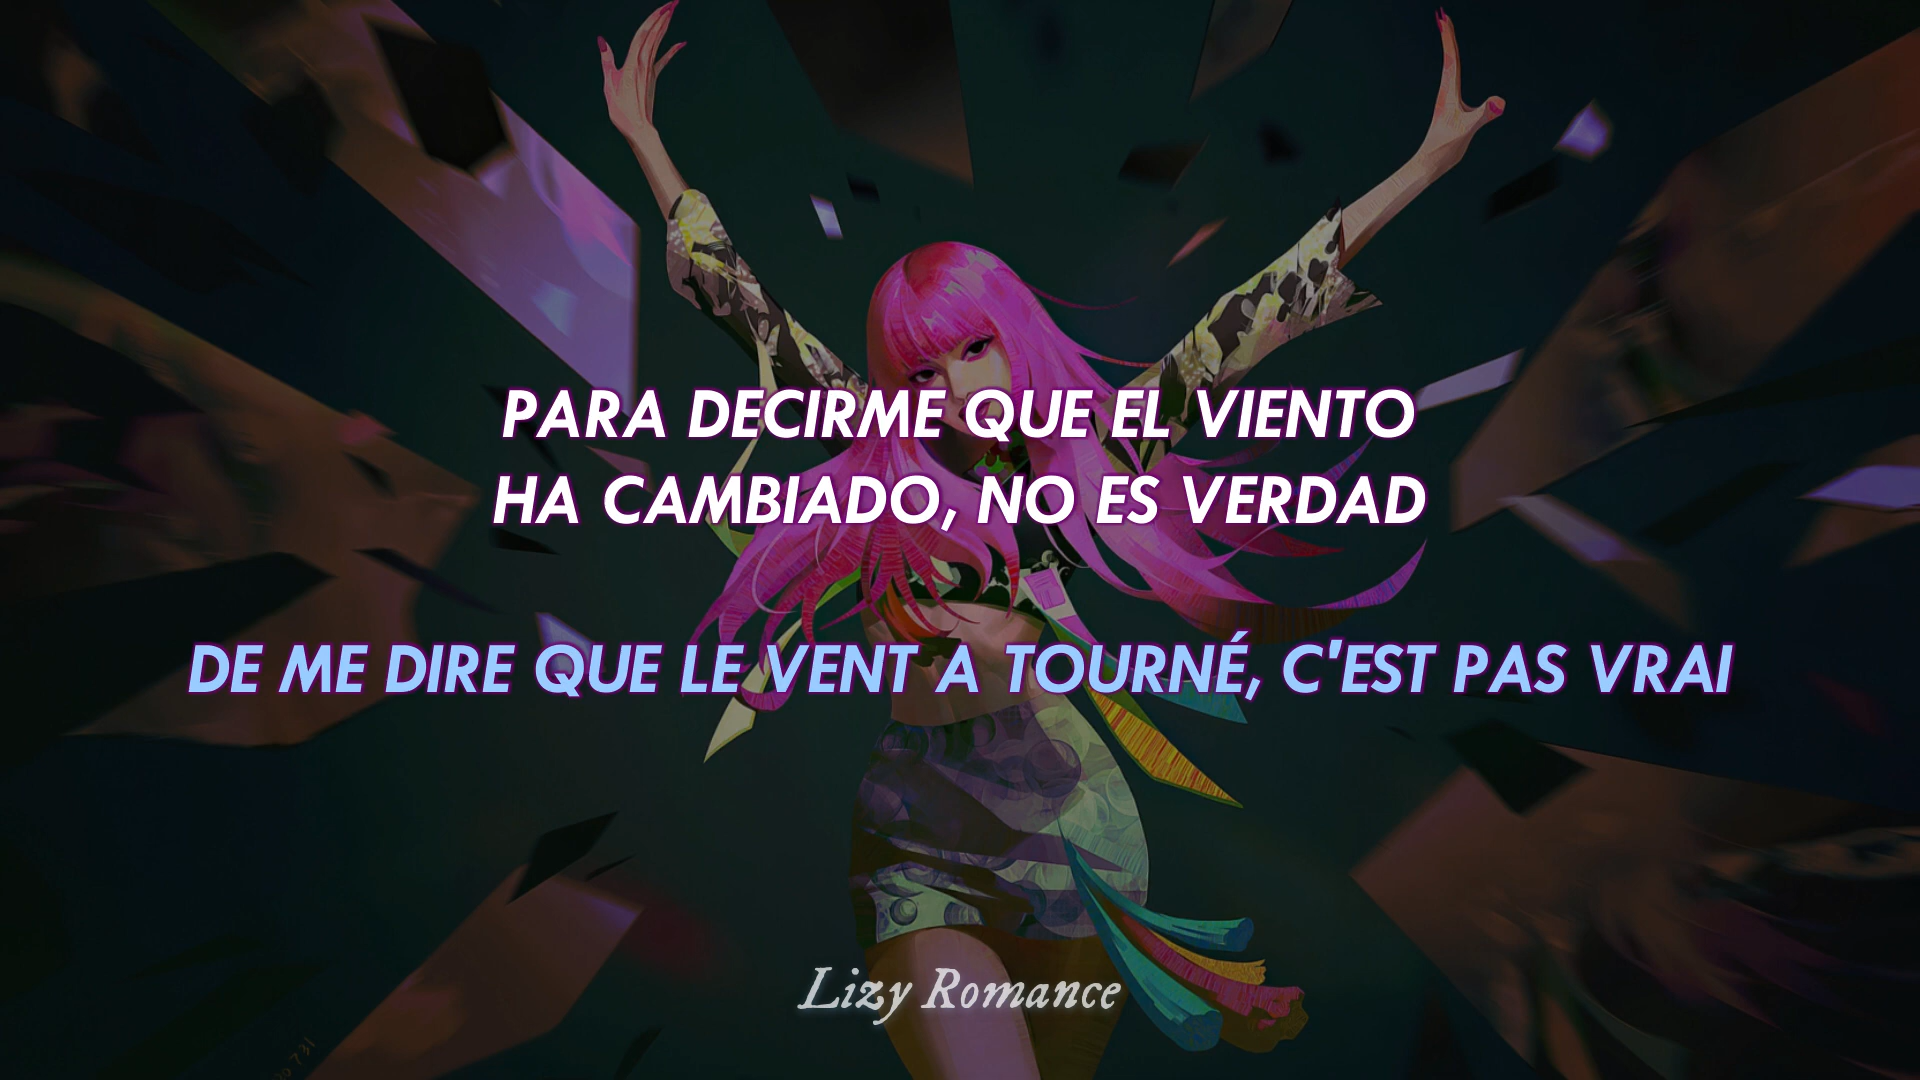 PARA DECIRME QUE EL VIENTO
HA CAMBIADO, NO ES VERDAD
DE ME DIRE QUE LE VENT A TOURNÉ, C'EST PAS VRAI
Lizy Romance